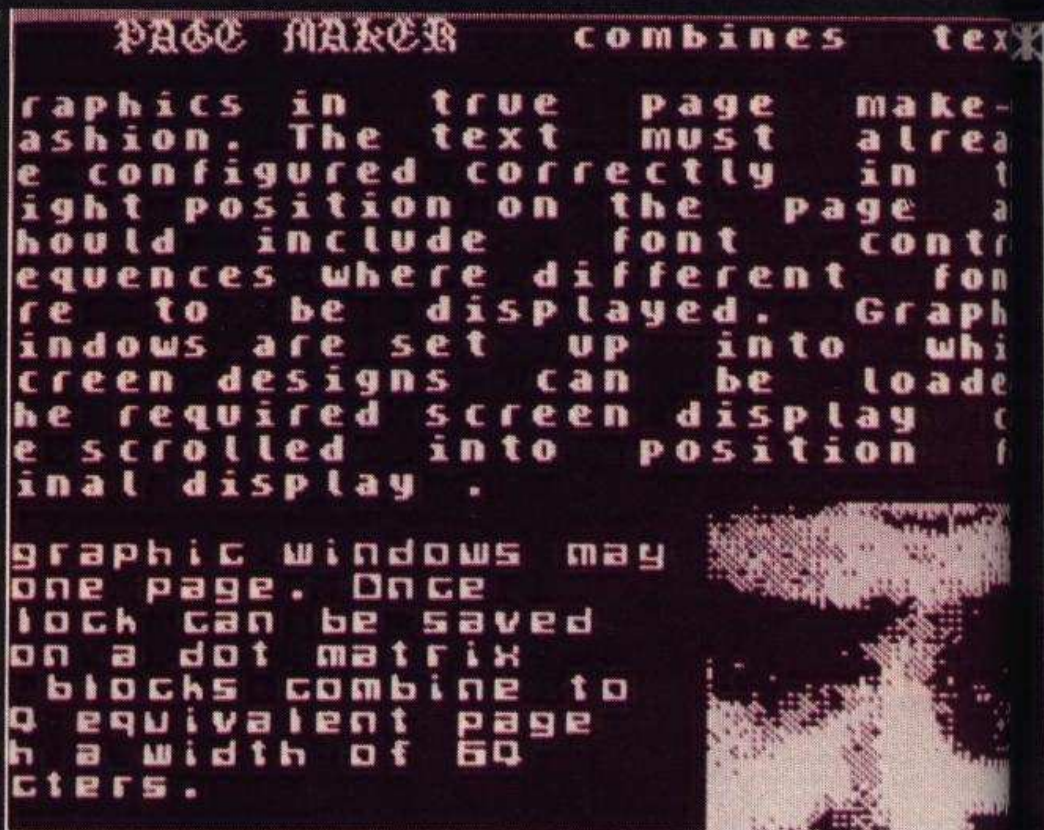 PAGE MAKER combines tex
raphics in true page make-
ashion. The text must alrea
e configured correctly in t
ight position on the page a
hould include font contr
equences where different fon
re to be displayed. Graph
indows are set up into whi
creen designs can be loade
he required screen display c
e scrolled into position f
inal display .
graphic windows may
one page. Once
lock can be saved
on a dot matrix
blocks combine to
4 equivalent page
h a width of 64
cters.